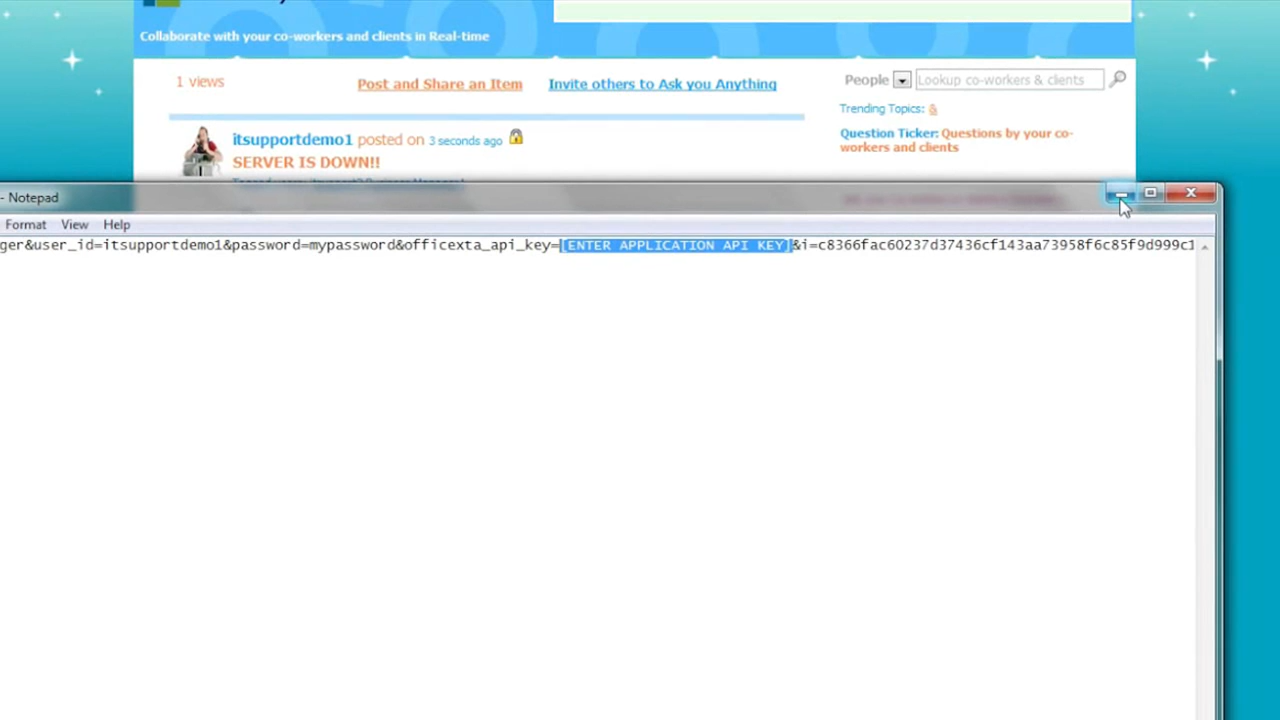 Collaborate with your co-workers and clients in Real-time
1 views
Post and Share an Item
Invite others to Ask you Anything
People
Lookup co-workers & clients
Trending Topics: &
Question Ticker: Questions by your co-
workers and clients
itsupportdemo1 posted on 3 seconds ago
SERVER IS DOWN!!
- Notepad
Format View Help
ger&user_id=itsupportdemo1&password=mypassword&officexta_api_key=[ENTER APPLICATION API KEY]&i=c8366fac60237d37436cf143aa73958f6c85f9d999c1